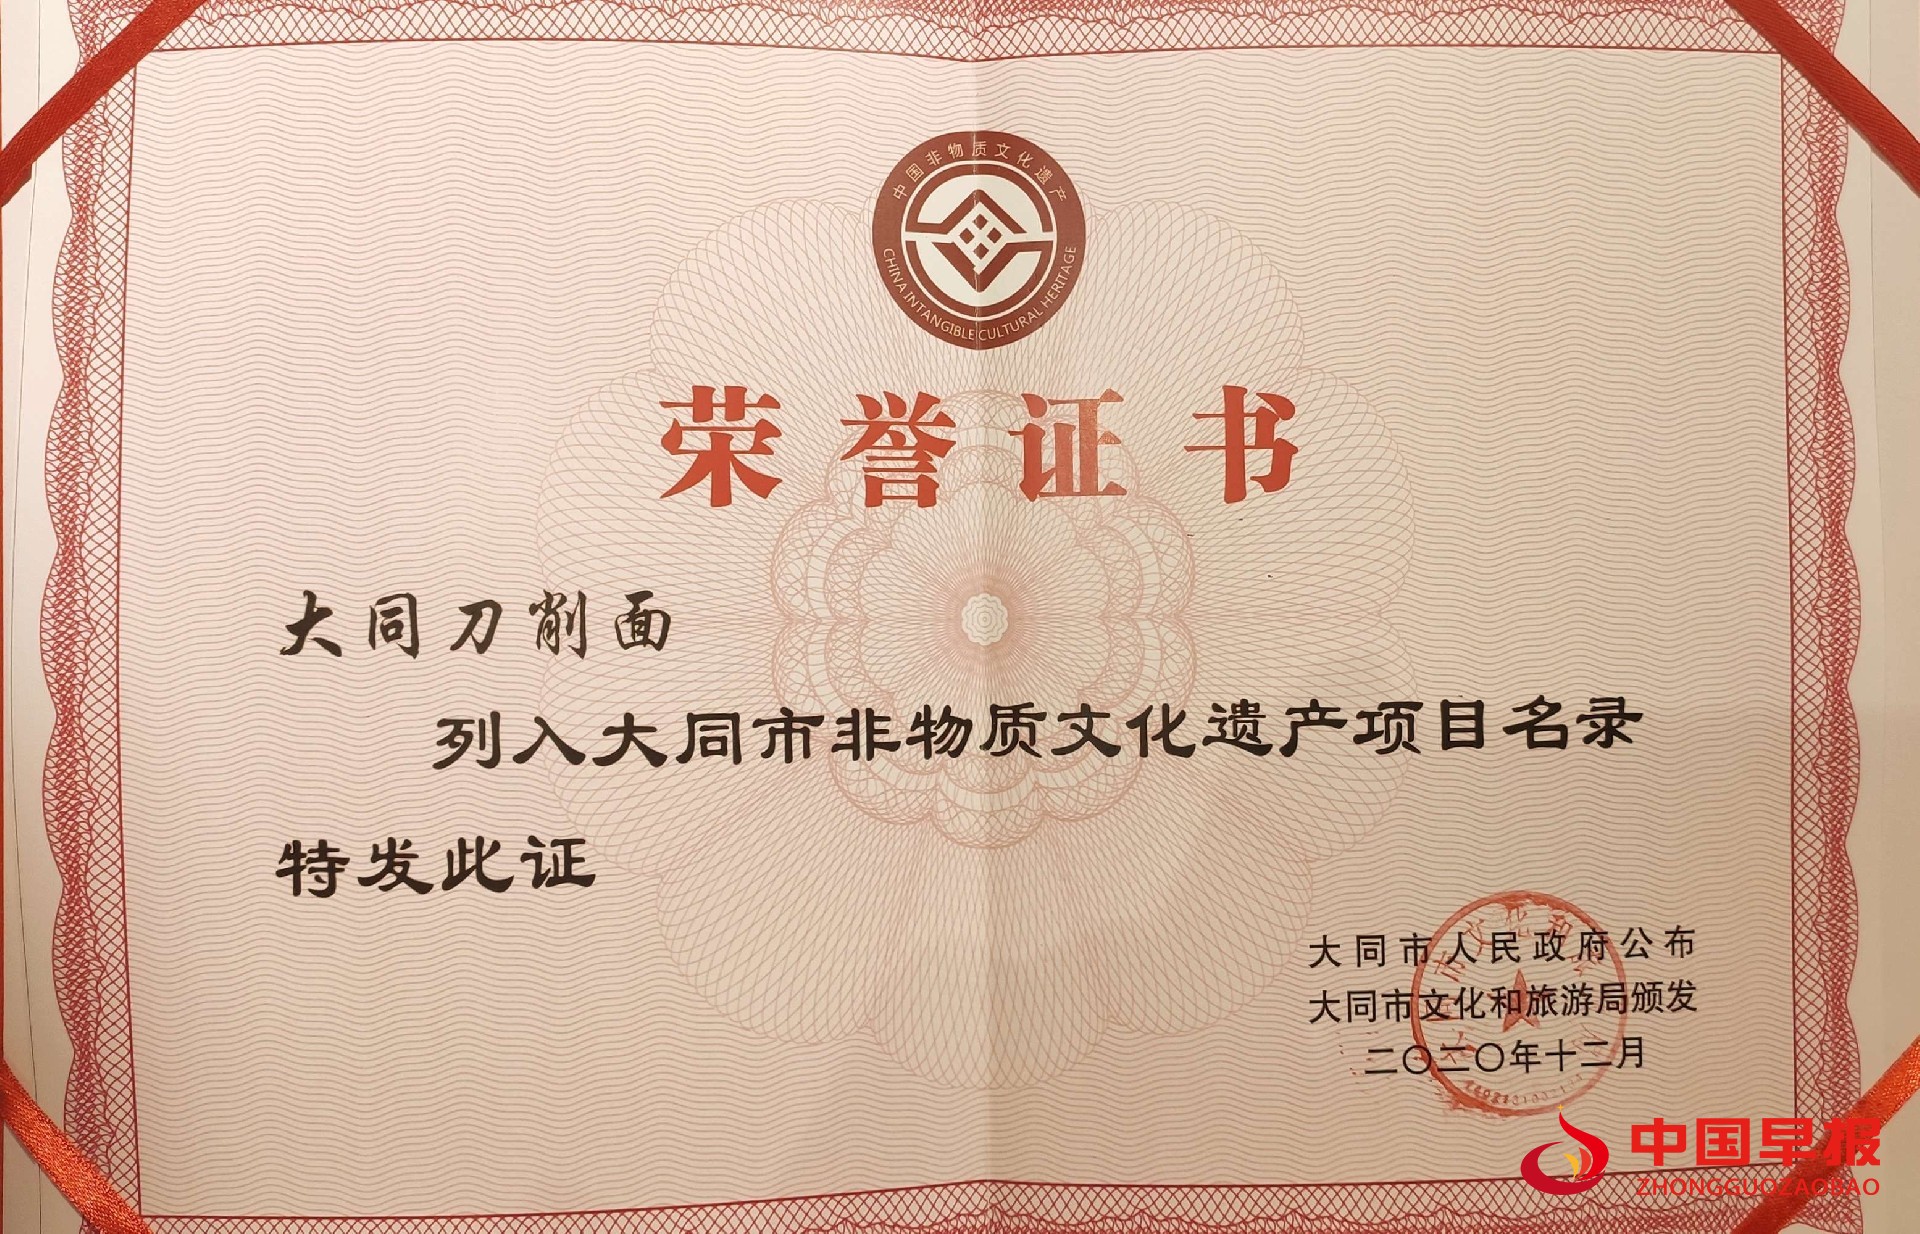 中国非物质文化遗产
CHINA INTANGIBLE CULTURAL HERITAGE
荣誉证书
大同刀削面
列入大同市非物质文化遗产项目名录
特发此证
大同市人民政府公布
大同市文化和旅游局颁发
二〇二〇年十二月
中国早报
ZHONGGUOZAOBAO